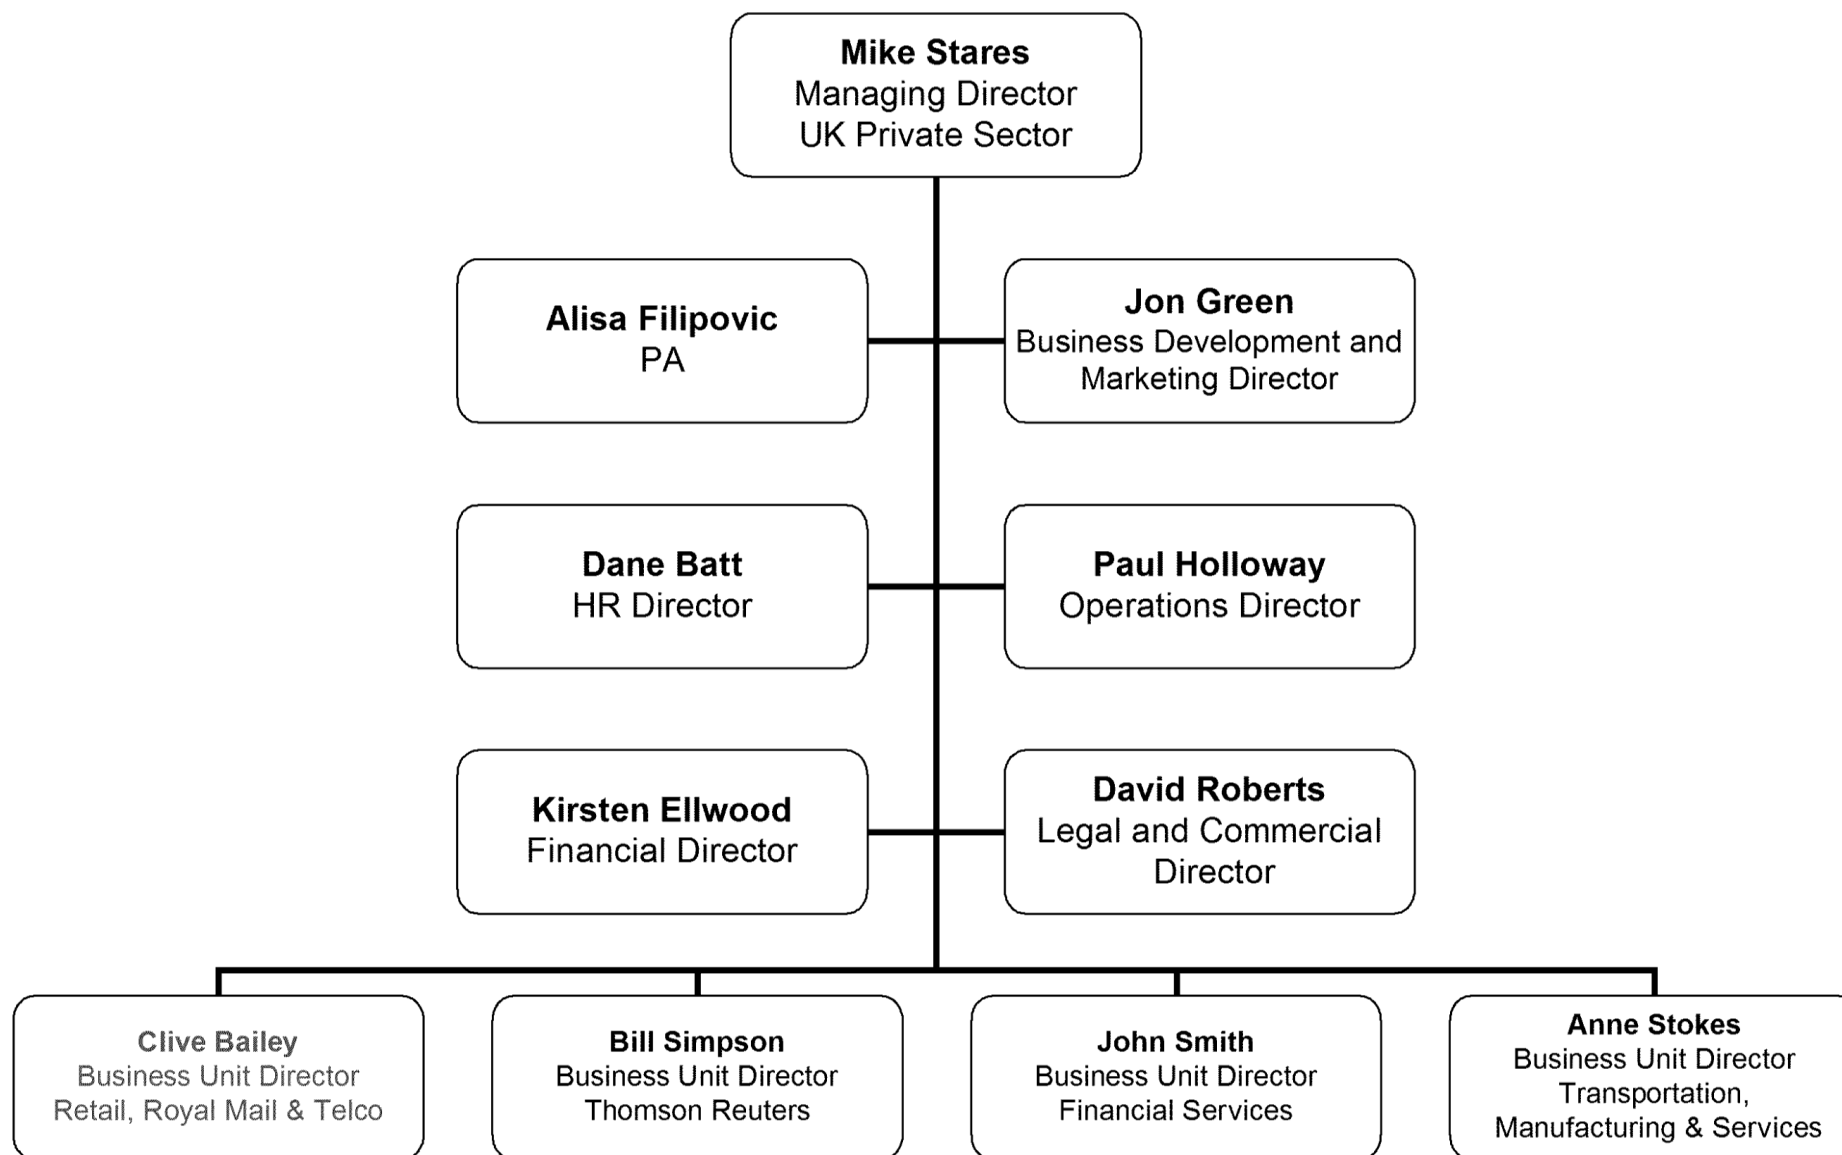 Mike Stares
Managing Director
UK Private Sector
Alisa Filipovic
PA
Jon Green
Business Development and
Marketing Director
Dane Batt
HR Director
Paul Holloway
Operations Director
Kirsten Ellwood
Financial Director
David Roberts
Legal and Commercial
Director
Clive Bailey
Business Unit Director
Retail, Royal Mail & Telco
Bill Simpson
Business Unit Director
Thomson Reuters
John Smith
Business Unit Director
Financial Services
Anne Stokes
Business Unit Director
Transportation,
Manufacturing & Services